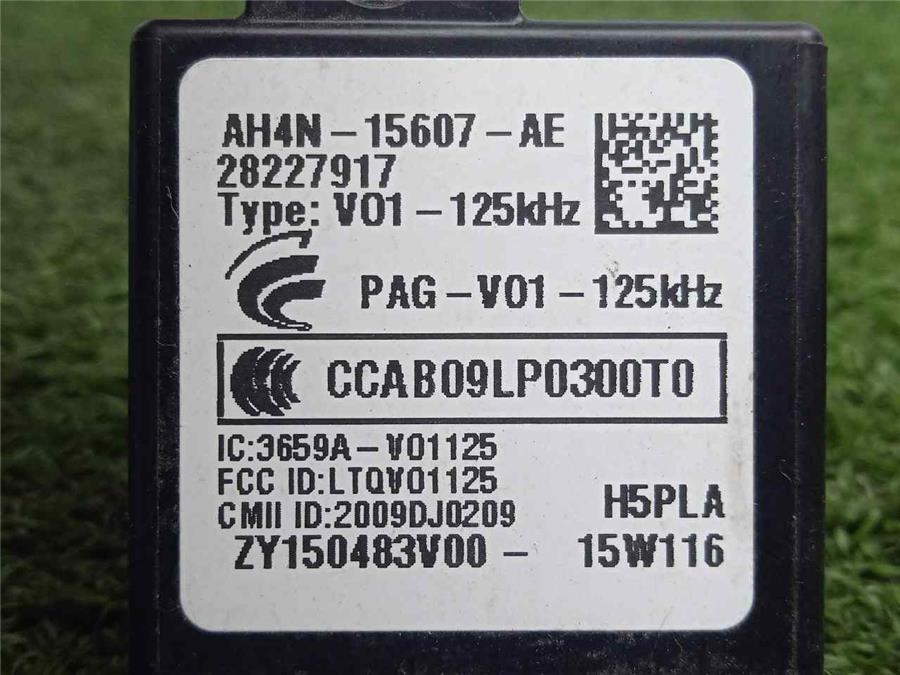 AH4N-15607-AE
28227917
Type: V01-125kHz
PAG-V01-125kHz
CCAB09LP0300T0
IC:3659A-V01125
FCC ID:LTQV01125
CMII ID:2009DJ0209
H5PLA
ZY150483V00- 15W116